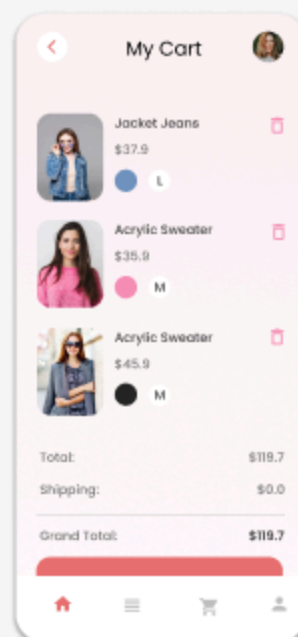 My Cart
Jacket Jeans
$37.9
L
Acrylic Sweater
$35.9
M
Acrylic Sweater
$45.9
M
Total: $119.7
Shipping: $0.0
Grand Total: $119.7